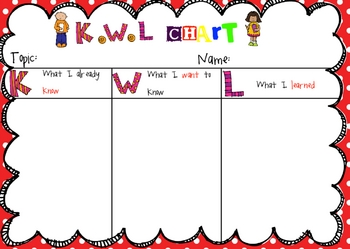 K.W.L CHART
Topic: Name:
K What I already know
W What I want to know
L What I learned